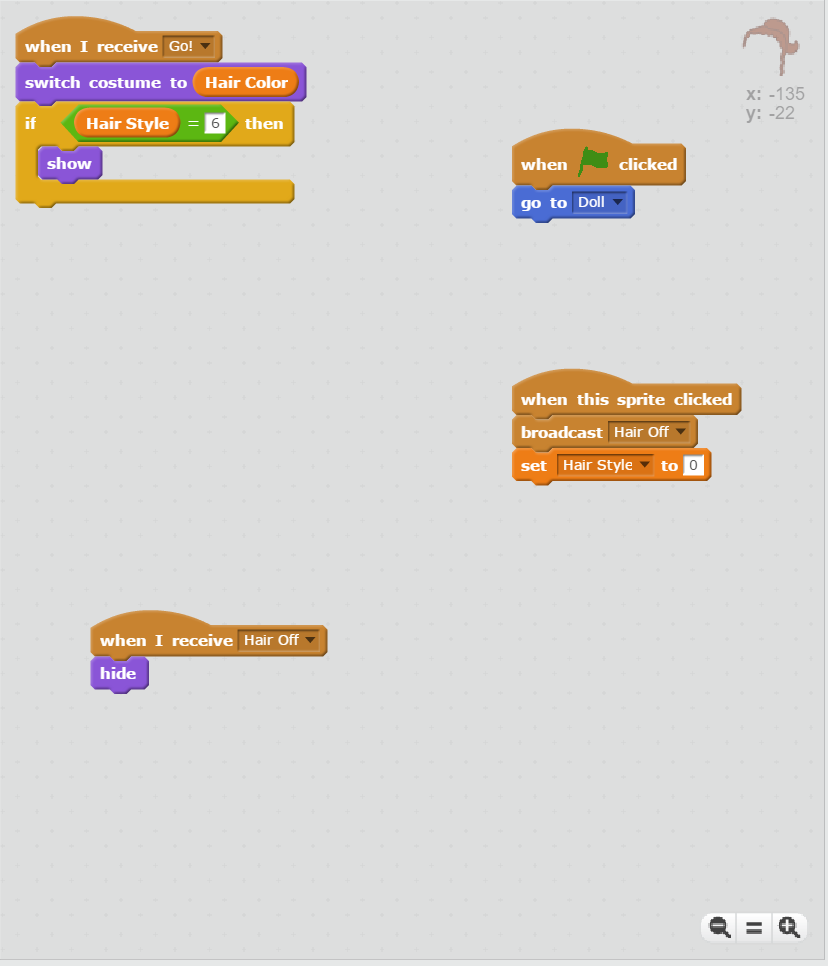 when I receive Go!
switch costume to Hair Color
if Hair Style = 6 then
show
x: -135
y: -22
when clicked
go to Doll
when this sprite clicked
broadcast Hair Off
set Hair Style to 0
when I receive Hair Off
hide